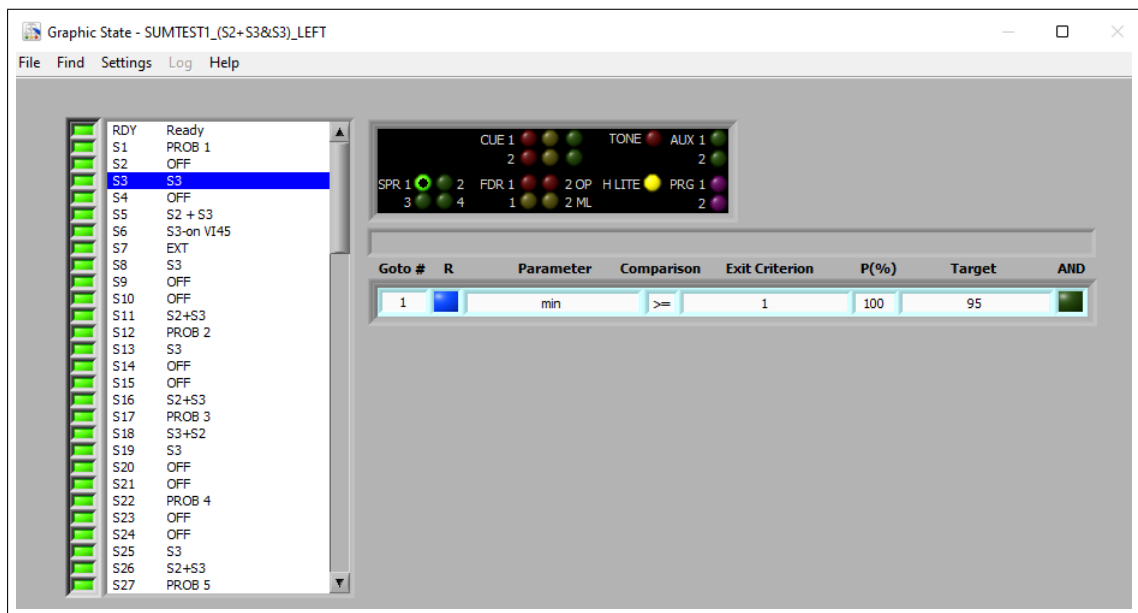 Graphic State - SUMTEST1_(S2+S3&S3)_LEFT
File Find Settings Log Help
RDY Ready
S1 PROB 1
S2 OFF
S3 S3
S4 OFF
S5 S2 + S3
S6 S3-on VI45
S7 EXT
S8 S3
S9 OFF
S10 OFF
S11 S2+S3
S12 PROB 2
S13 S3
S14 OFF
S15 OFF
S16 S2+S3
S17 PROB 3
S18 S3+S2
S19 S3
S20 OFF
S21 OFF
S22 PROB 4
S23 OFF
S24 OFF
S25 S3
S26 S2+S3
S27 PROB 5
CUE 1 TONE AUX 1
2 2
SPR 1 2 FDR 1 2 OP H LITE PRG 1
3 4 1 2 ML 2
Goto # R Parameter Comparison Exit Criterion P(%) Target AND
1 min >= 1 100 95